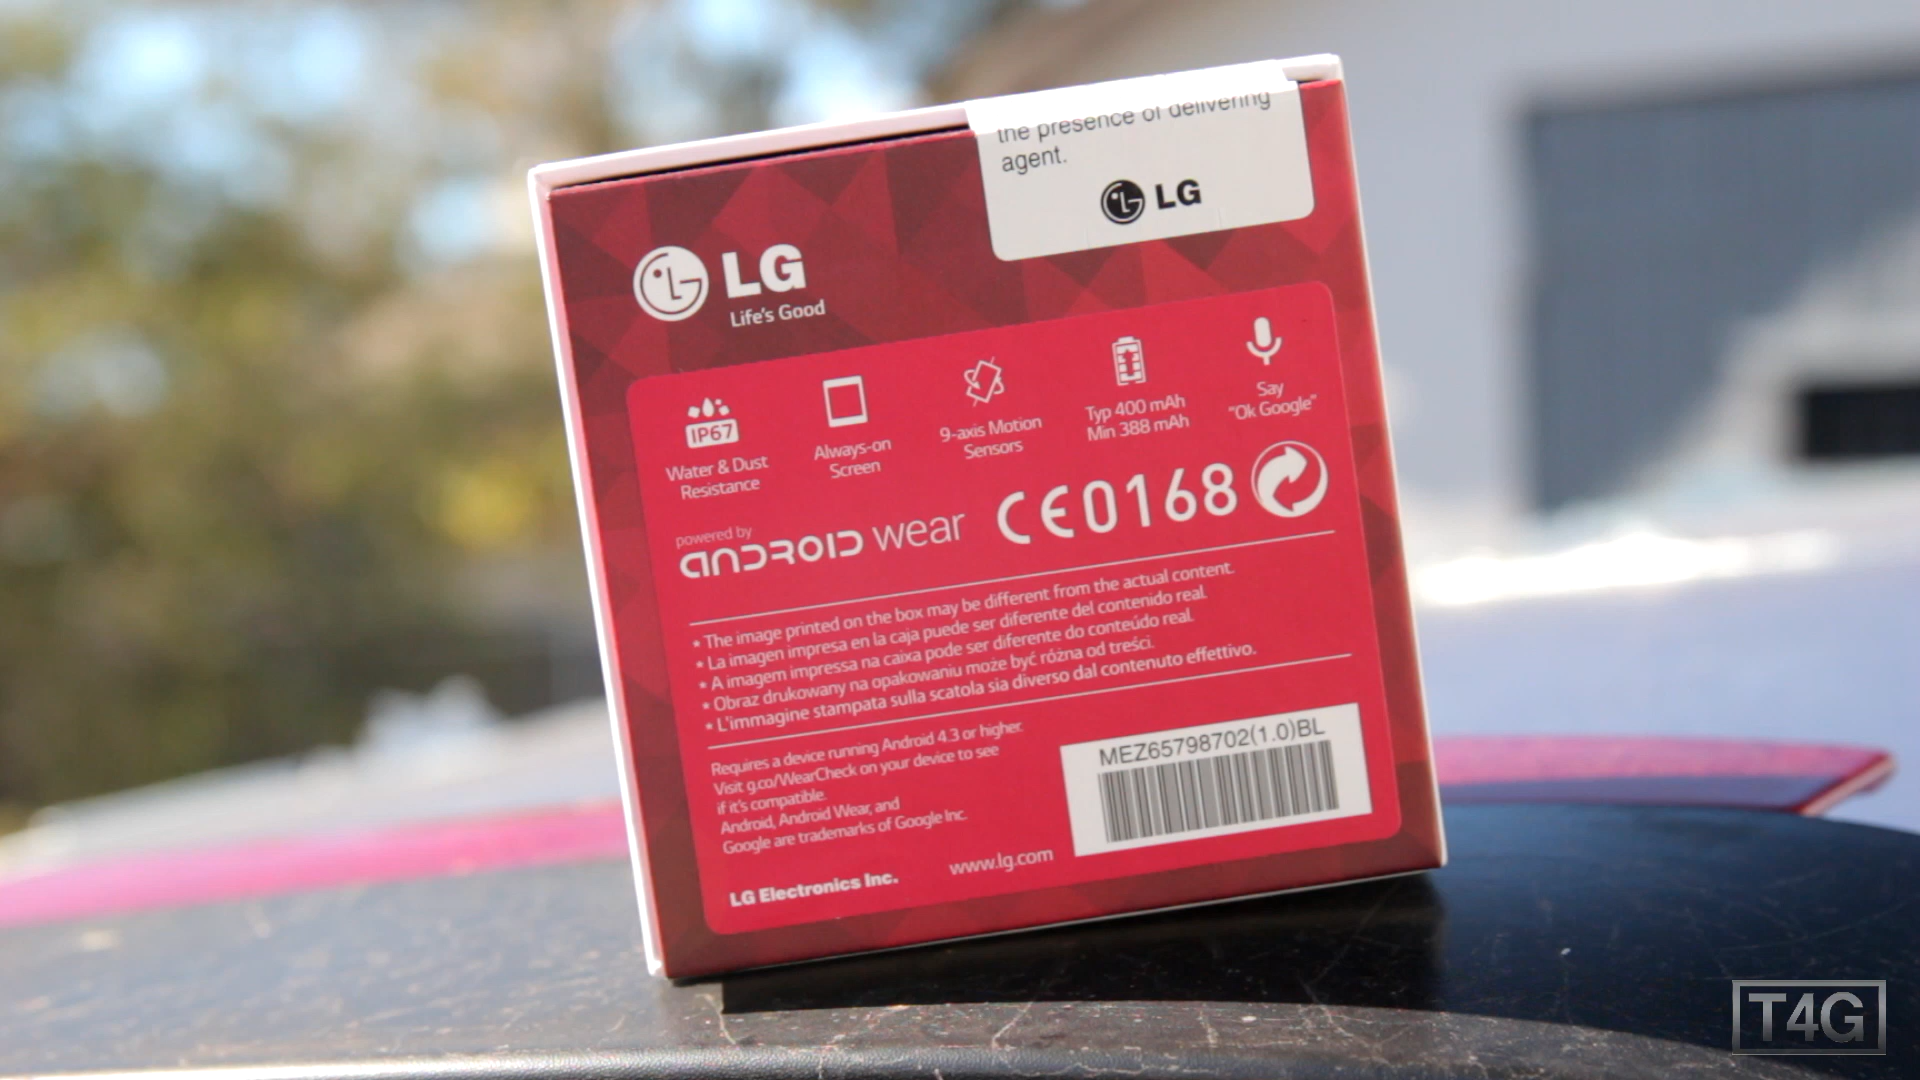 the presence of delivering
agent.
LG
LG
Life's Good
IP67
Water & Dust
Resistance
Always-on
Screen
9-axis Motion
Sensors
Typ 400 mAh
Min 388 mAh
Say
"Ok Google"
powered by
ANDROID wear
CE0168
* The image printed on the box may be different from the actual content.
* La imagen impresa en la caja puede ser diferente del contenido real.
* A imagem impressa na caixa pode ser diferente do conteúdo real.
* Obraz drukowany na opakowaniu może być różna od treści.
* L'immagine stampata sulla scatola sia diverso dal contenuto effettivo.
Requires a device running Android 4.3 or higher.
Visit g.co/WearCheck on your device to see
if it's compatible.
Android, Android Wear, and
Google are trademarks of Google Inc.
MEZ65798702(1.0)BL
www.lg.com
LG Electronics Inc.
T4G